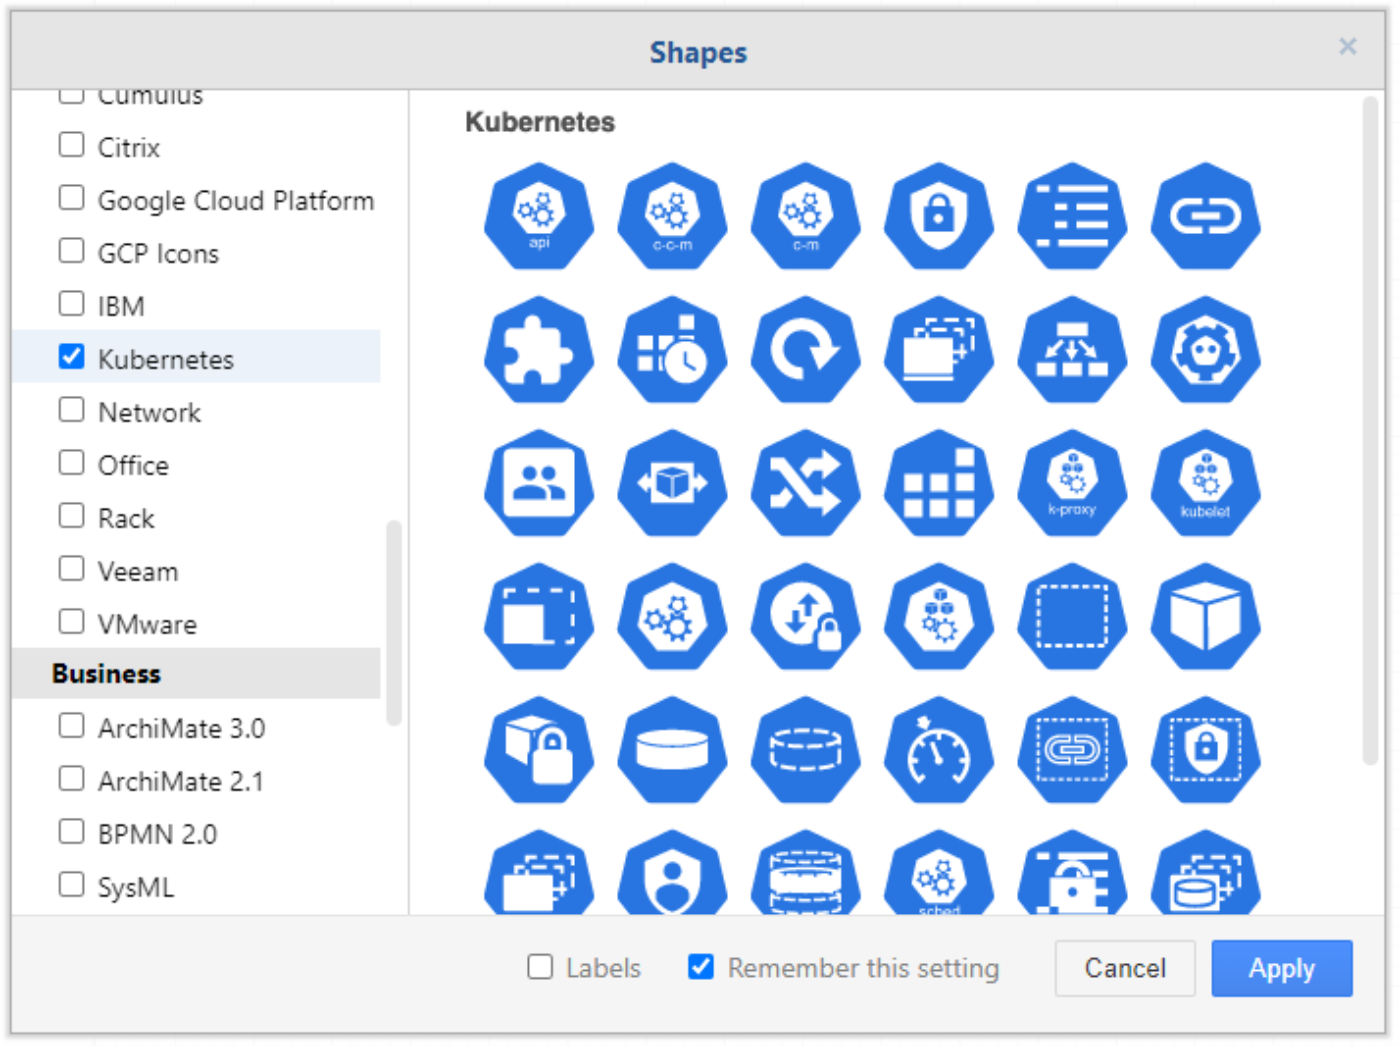 Shapes
Cumulus
Citrix
Google Cloud Platform
GCP Icons
IBM
Kubernetes
Network
Office
Rack
Veeam
VMware
Business
ArchiMate 3.0
ArchiMate 2.1
BPMN 2.0
SysML
Kubernetes
api
c-c-m
c-m
k-proxy
kubelet
sched
Labels
Remember this setting
Cancel
Apply